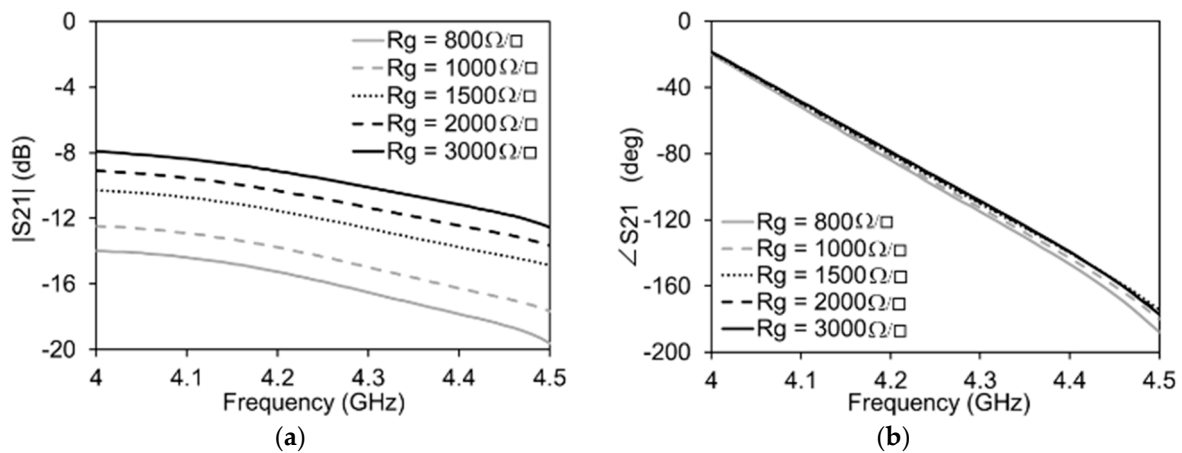 0
-4
-8
-12
-16
-20
|S21| (dB)
Rg = 800Ω/□
Rg = 1000Ω/□
Rg = 1500Ω/□
Rg = 2000Ω/□
Rg = 3000Ω/□
4 4.1 4.2 4.3 4.4 4.5
Frequency (GHz)
(a)
0
-40
-80
-120
-160
-200
∠S21 (deg)
Rg = 800Ω/□
Rg = 1000Ω/□
Rg = 1500Ω/□
Rg = 2000Ω/□
Rg = 3000Ω/□
4 4.1 4.2 4.3 4.4 4.5
Frequency (GHz)
(b)